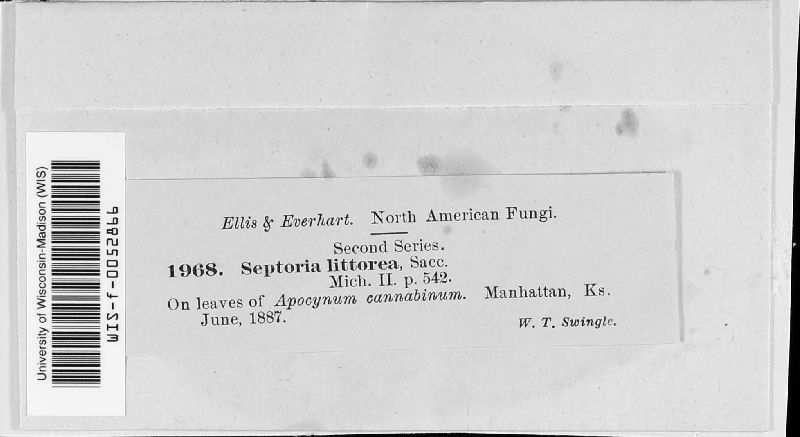 Ellis & Everhart. North American Fungi.
Second Series.
1968. Septoria littorea, Sacc.
Mich. II. p. 542.
On leaves of Apocynum cannabinum. Manhattan, Ks.
June, 1887.
W. T. Swingle.
University of Wisconsin-Madison (WIS)
WIS-f-0052899